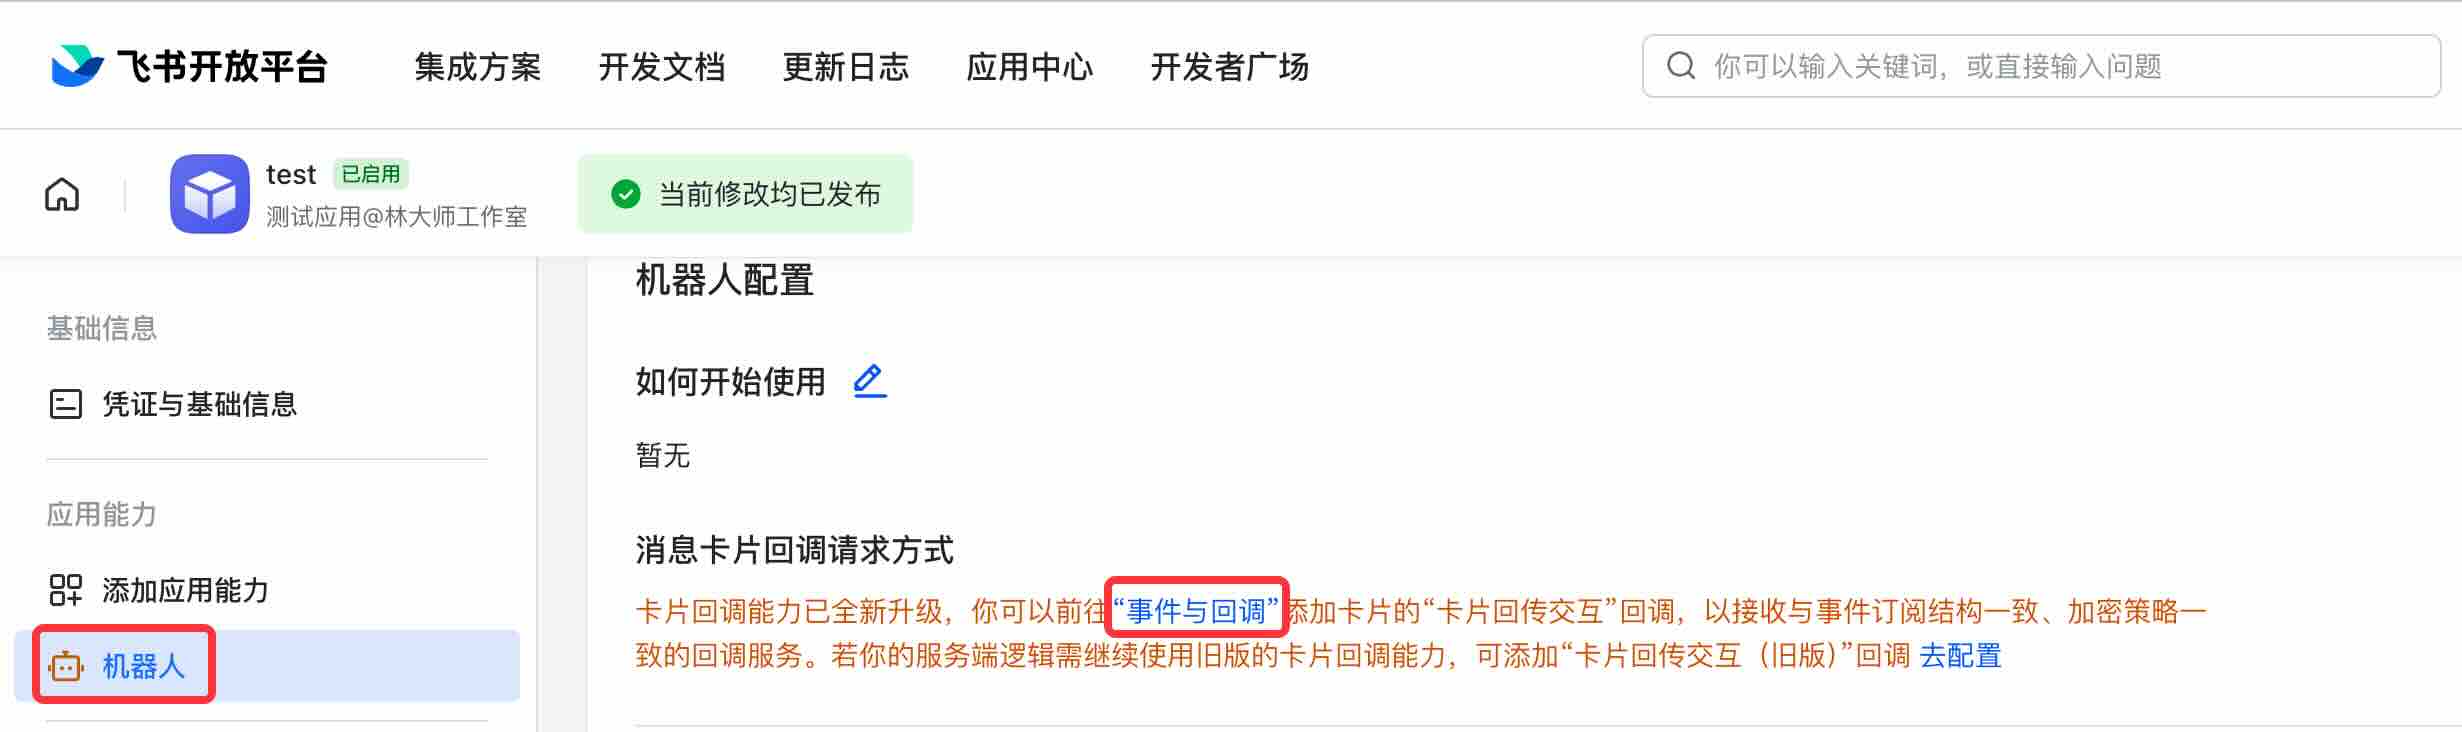 飞书开放平台 集成方案 开发文档 更新日志 应用中心 开发者广场 你可以输入关键词，或直接输入问题
test 已启用
测试应用@林大师工作室
当前修改均已发布
基础信息
凭证与基础信息
应用能力
添加应用能力
机器人
机器人配置
如何开始使用
暂无
消息卡片回调请求方式
卡片回调能力已全新升级，你可以前往“事件与回调”添加卡片的“卡片回传交互”回调，以接收与事件订阅结构一致、加密策略一
致的回调服务。若你的服务端逻辑需继续使用旧版的卡片回调能力，可添加“卡片回传交互（旧版）”回调 去配置